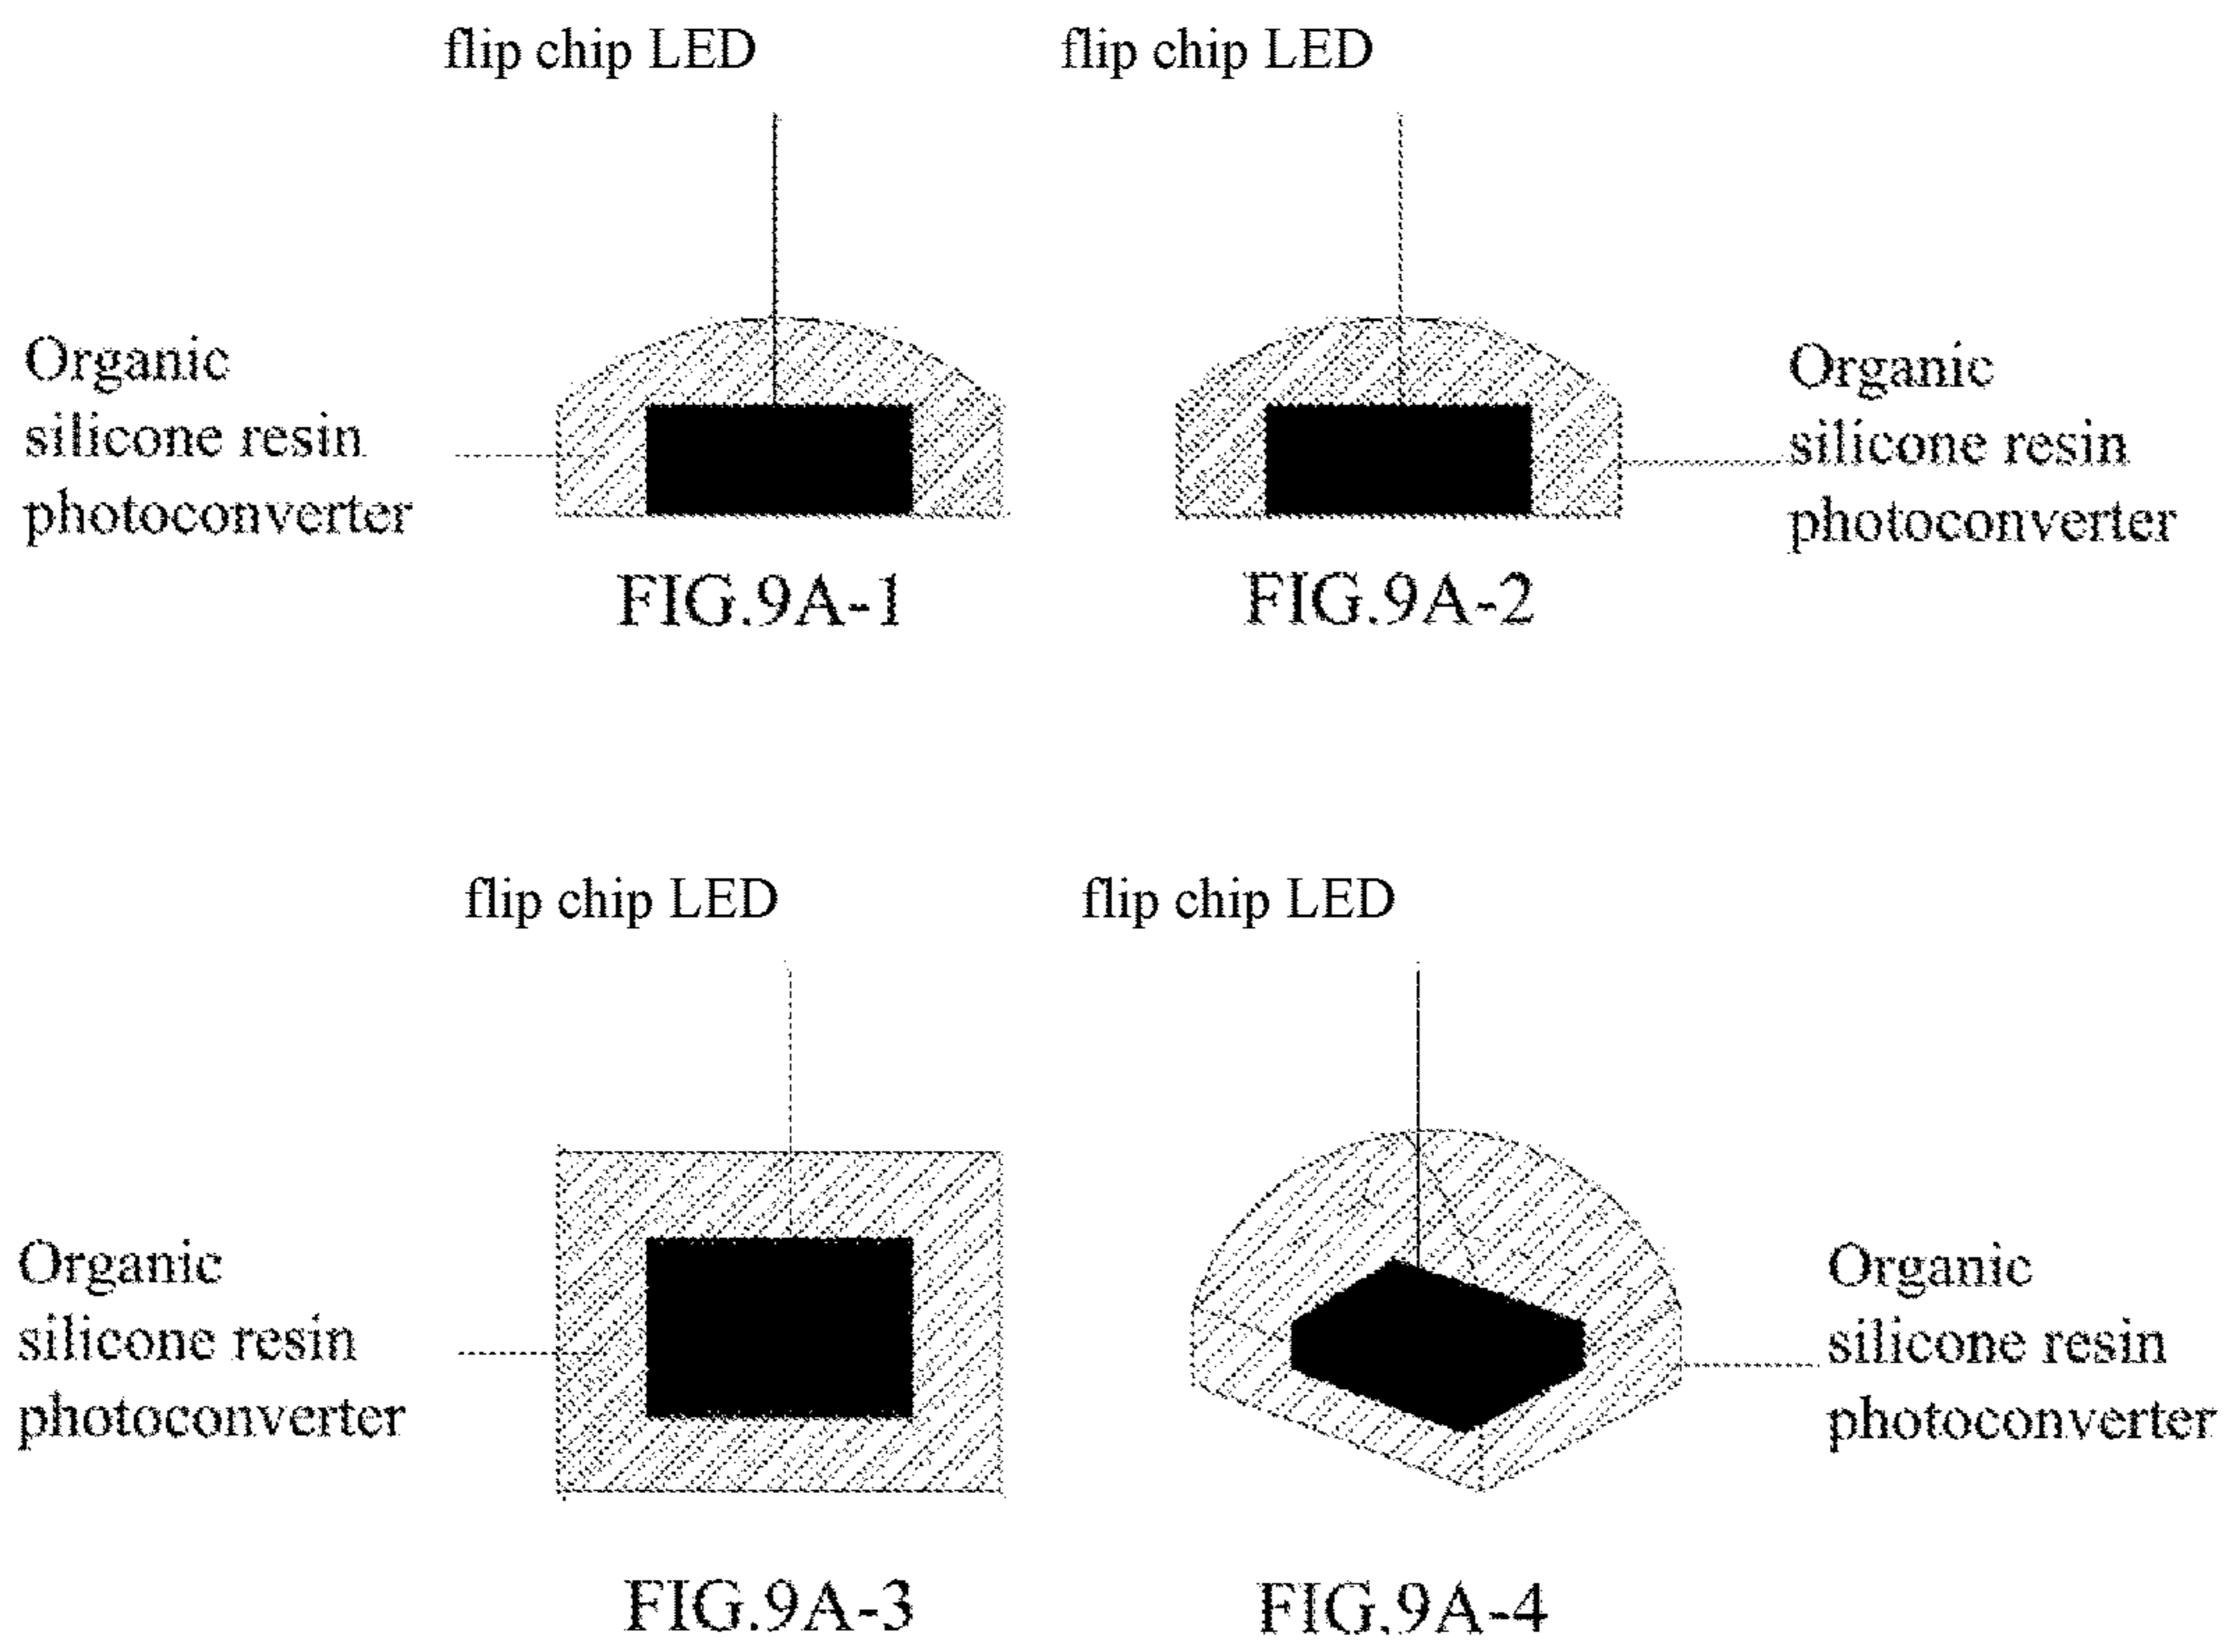 flip chip LED
flip chip LED
Organic
silicone resin
photoconverter
Organic
silicone resin
photoconverter
FIG.9A-1
FIG.9A-2
flip chip LED
flip chip LED
Organic
silicone resin
photoconverter
Organic
silicone resin
photoconverter
FIG.9A-3
FIG.9A-4